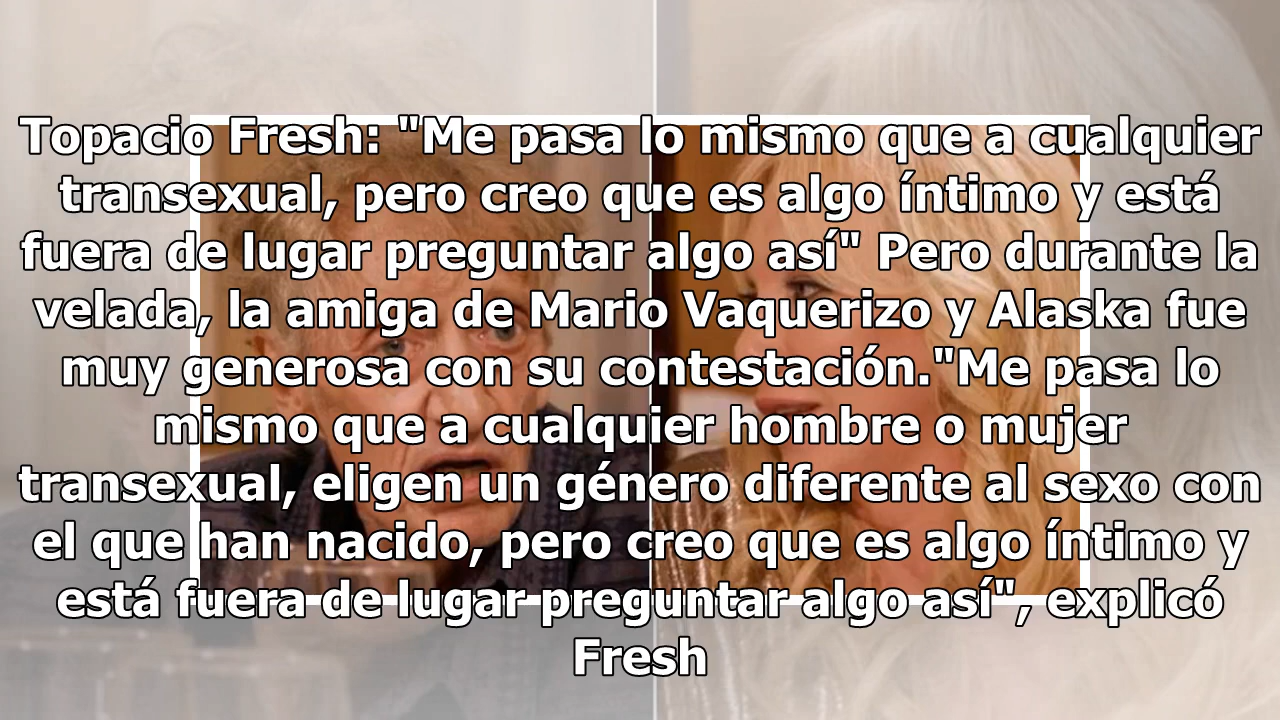 Topacio Fresh: "Me pasa lo mismo que a cualquier
transexual, pero creo que es algo íntimo y está
fuera de lugar preguntar algo así" Pero durante la
velada, la amiga de Mario Vaquerizo y Alaska fue
muy generosa con su contestación."Me pasa lo
mismo que a cualquier hombre o mujer
transexual, eligen un género diferente al sexo con
el que han nacido, pero creo que es algo íntimo y
está fuera de lugar preguntar algo así", explicó
Fresh